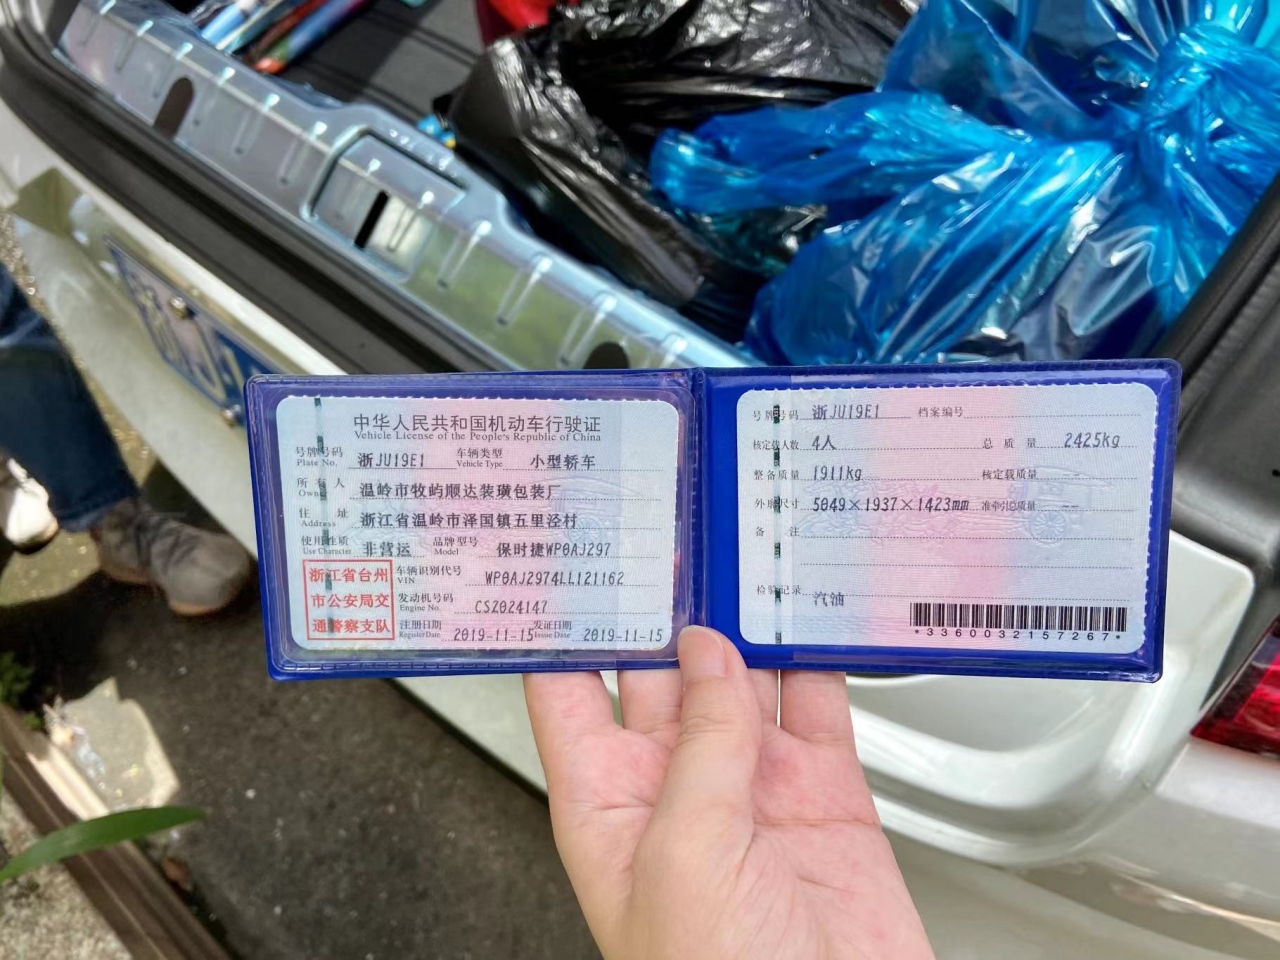 中华人民共和国机动车行驶证
Vehicle License of the People's Republic of China
号牌号码 浙JU19E1 车辆类型 小型轿车
Plate No. Vehicle Type
所有人 温岭市牧屿顺达装璜包装厂
Owner
住址 浙江省温岭市泽国镇五里泾村
Address
使用性质 非营运 品牌型号 保时捷WP0AJ297
Use Character Model
浙江省台州
市公安局交
通警察支队
车辆识别代号 WP0AJ2974LL121162
VIN
发动机号码 CSZ024147
Engine No.
注册日期 2019-11-15 发证日期 2019-11-15
Register Date Issue Date
号牌号码 浙JU19E1 档案编号
核定载人数 4人 总质量 2425kg
整备质量 1911kg 核定载质量 --
外廓尺寸 5049×1937×1423mm 准牵引总质量 --
备注
检验记录 汽油
*3360032157267*